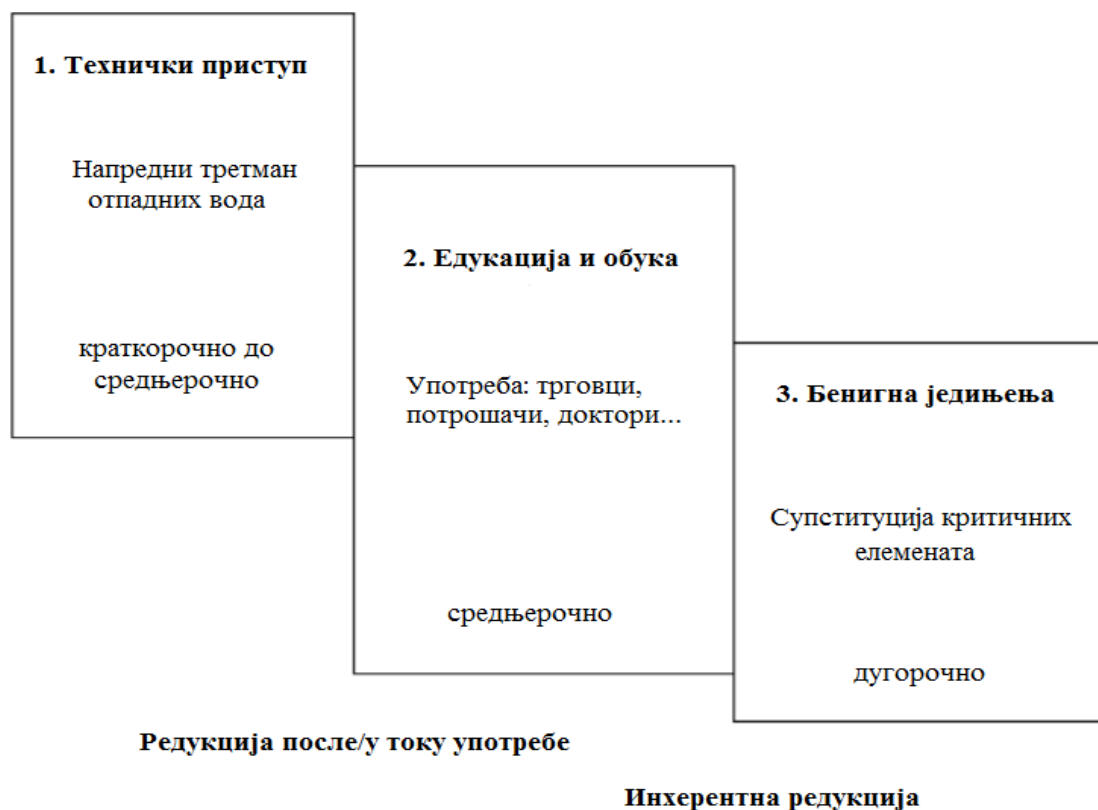 1. Технички приступ
Напредни третман
отпадних вода
краткорочно до
средњерочно
2. Едукација и обука
Употреба: трговци,
потрошачи, доктори...
средњерочно
3. Бенигна једињења
Супституција критичних
елемената
дугорочно
Редукција после/у току употребе
Инхерентна редукција